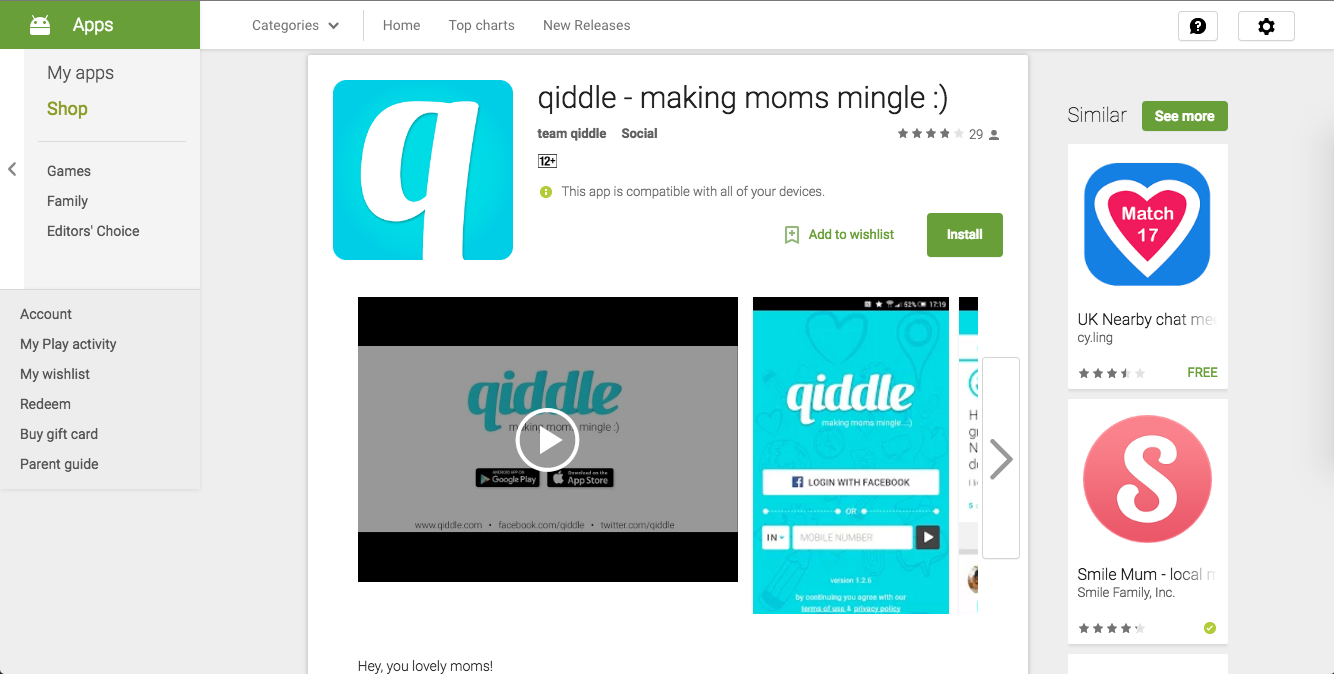 Apps
Categories
Home
Top charts
New Releases
My apps
Shop
Games
Family
Editors' Choice
Account
My Play activity
My wishlist
Redeem
Buy gift card
Parent guide
q
qiddle - making moms mingle :)
team qiddle Social
29
12+
This app is compatible with all of your devices.
Add to wishlist
Install
qiddle
making moms mingle :)
ANDROID APP ON
Google Play
Download on the
App Store
www.qiddle.com • facebook.com/qiddle • twitter.com/qiddle
52% 17:19
qiddle
making moms mingle...:)
LOGIN WITH FACEBOOK
OR
IN MOBILE NUMBER
version 1.2.6
by continuing you agree with our
terms of use & privacy policy
Hey, you lovely moms!
Similar
See more
Match
17
UK Nearby chat mee
cy.ling
FREE
S
Smile Mum - local m
Smile Family, Inc.